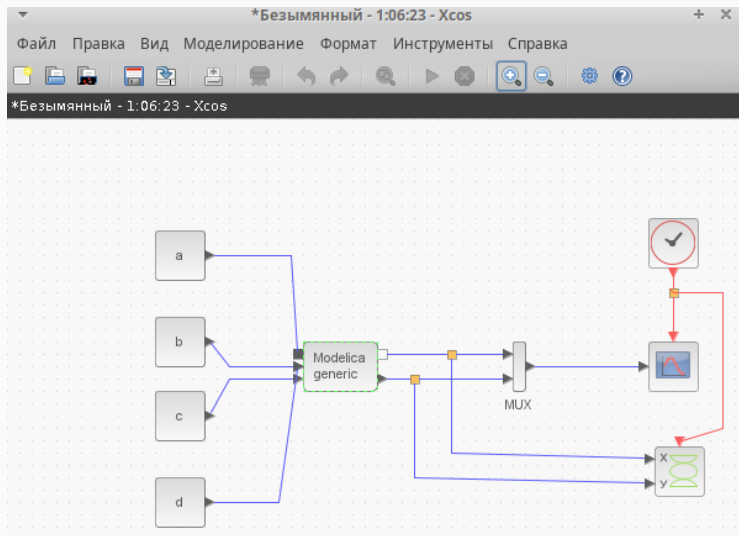 *Безымянный - 1:06:23 - Xcos
Файл Правка Вид Моделирование Формат Инструменты Справка
*Безымянный - 1:06:23 - Xcos
a
b
Modelica
generic
MUX
c
X
y
d